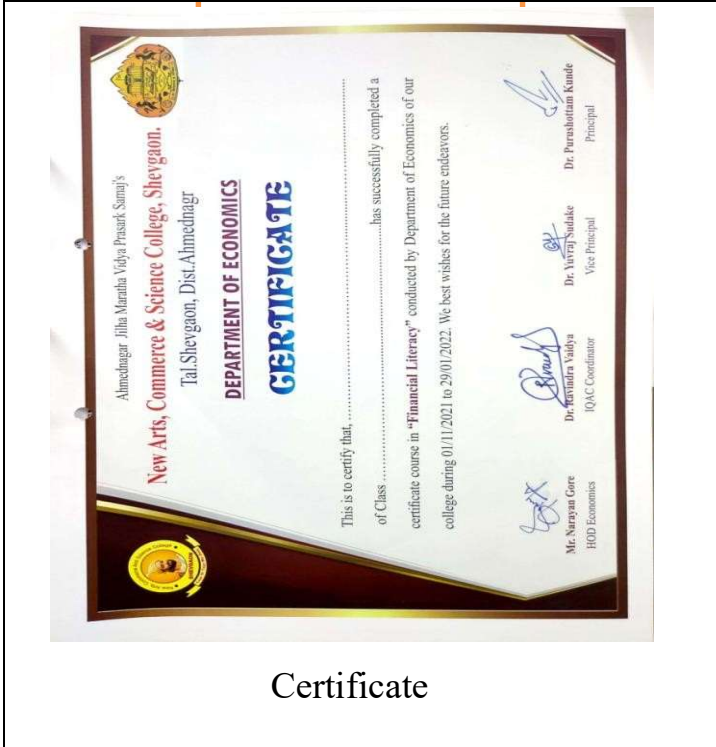 Ahmednagar Jilha Maratha Vidya Prasark Samaj's
New Arts, Commerce & Science College, Shevgaon.
Tal.Shevgaon, Dist.Ahmednagr
DEPARTMENT OF ECONOMICS
CERTIFICATE
This is to certify that, ........................................................................
of Class ........................................................has successfully completed a
certificate course in "Financial Literacy" conducted by Department of Economics of our
college during 01/11/2021 to 29/01/2022. We best wishes for the future endeavors.
Mr. Narayan Gore
HOD Economics
Dr. Ravindra Vaidya
IQAC Coordinator
Dr. Yuvraj Sudake
Vice Principal
Dr. Purushottam Kunde
Principal
Certificate